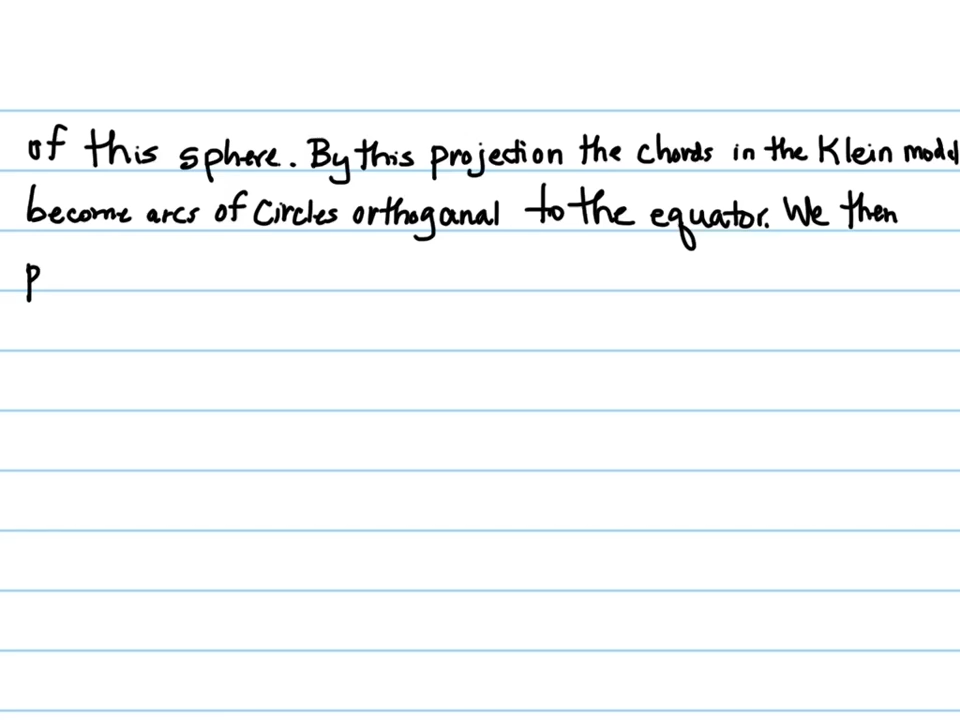 of this sphere. By this projection the chords in the Klein model
become arcs of Circles orthoganal to the equator. We then
p